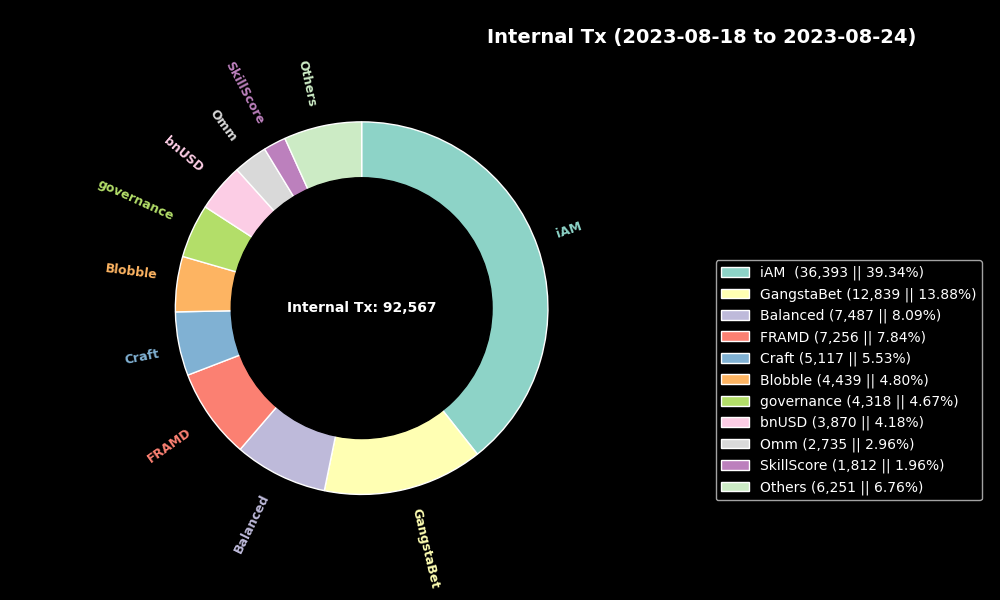 Internal Tx (2023-08-18 to 2023-08-24)
Others
SkillScore
Omm
bnUSD
governance
Blobble
Craft
FRAMD
Balanced
GangstaBet
iAM
Internal Tx: 92,567
iAM  (36,393 || 39.34%)
GangstaBet (12,839 || 13.88%)
Balanced (7,487 || 8.09%)
FRAMD (7,256 || 7.84%)
Craft (5,117 || 5.53%)
Blobble (4,439 || 4.80%)
governance (4,318 || 4.67%)
bnUSD (3,870 || 4.18%)
Omm (2,735 || 2.96%)
SkillScore (1,812 || 1.96%)
Others (6,251 || 6.76%)